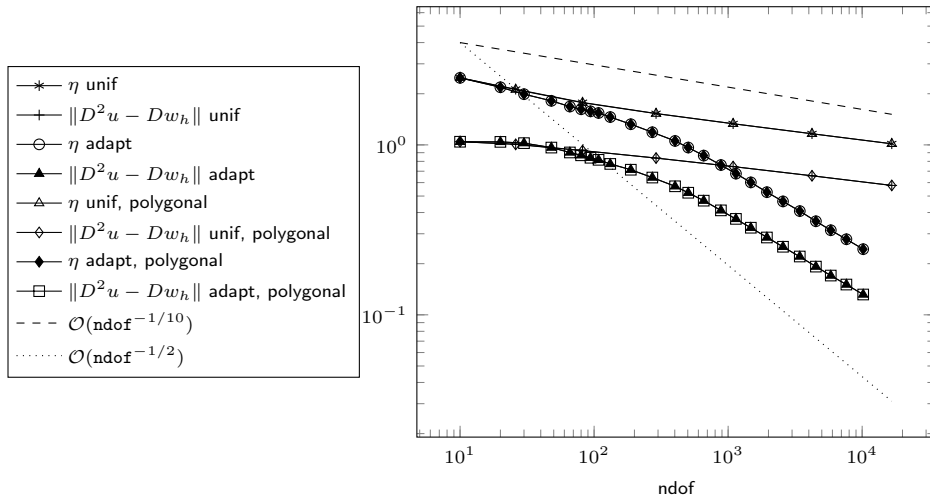 η unif
∥D²u − Dw_h∥ unif
η adapt
∥D²u − Dw_h∥ adapt
η unif, polygonal
∥D²u − Dw_h∥ unif, polygonal
η adapt, polygonal
∥D²u − Dw_h∥ adapt, polygonal
𝒪(ndof^{−1/10})
𝒪(ndof^{−1/2})
10⁰
10⁻¹
10¹ 10² 10³ 10⁴
ndof